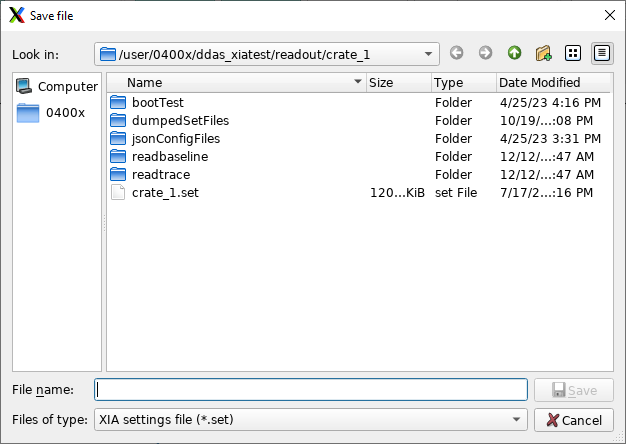 Save file
Look in: /user/0400x/ddas_xiatest/readout/crate_1
Computer
0400x
Name Size Type Date Modified
bootTest Folder 4/25/23 4:16 PM
dumpedSetFiles Folder 10/19/...:08 PM
jsonConfigFiles Folder 4/25/23 3:31 PM
readbaseline Folder 12/12/...:47 AM
readtrace Folder 12/12/...:47 AM
crate_1.set 120...KiB set File 7/17/2...:16 PM
File name: Save
Files of type: XIA settings file (*.set) Cancel